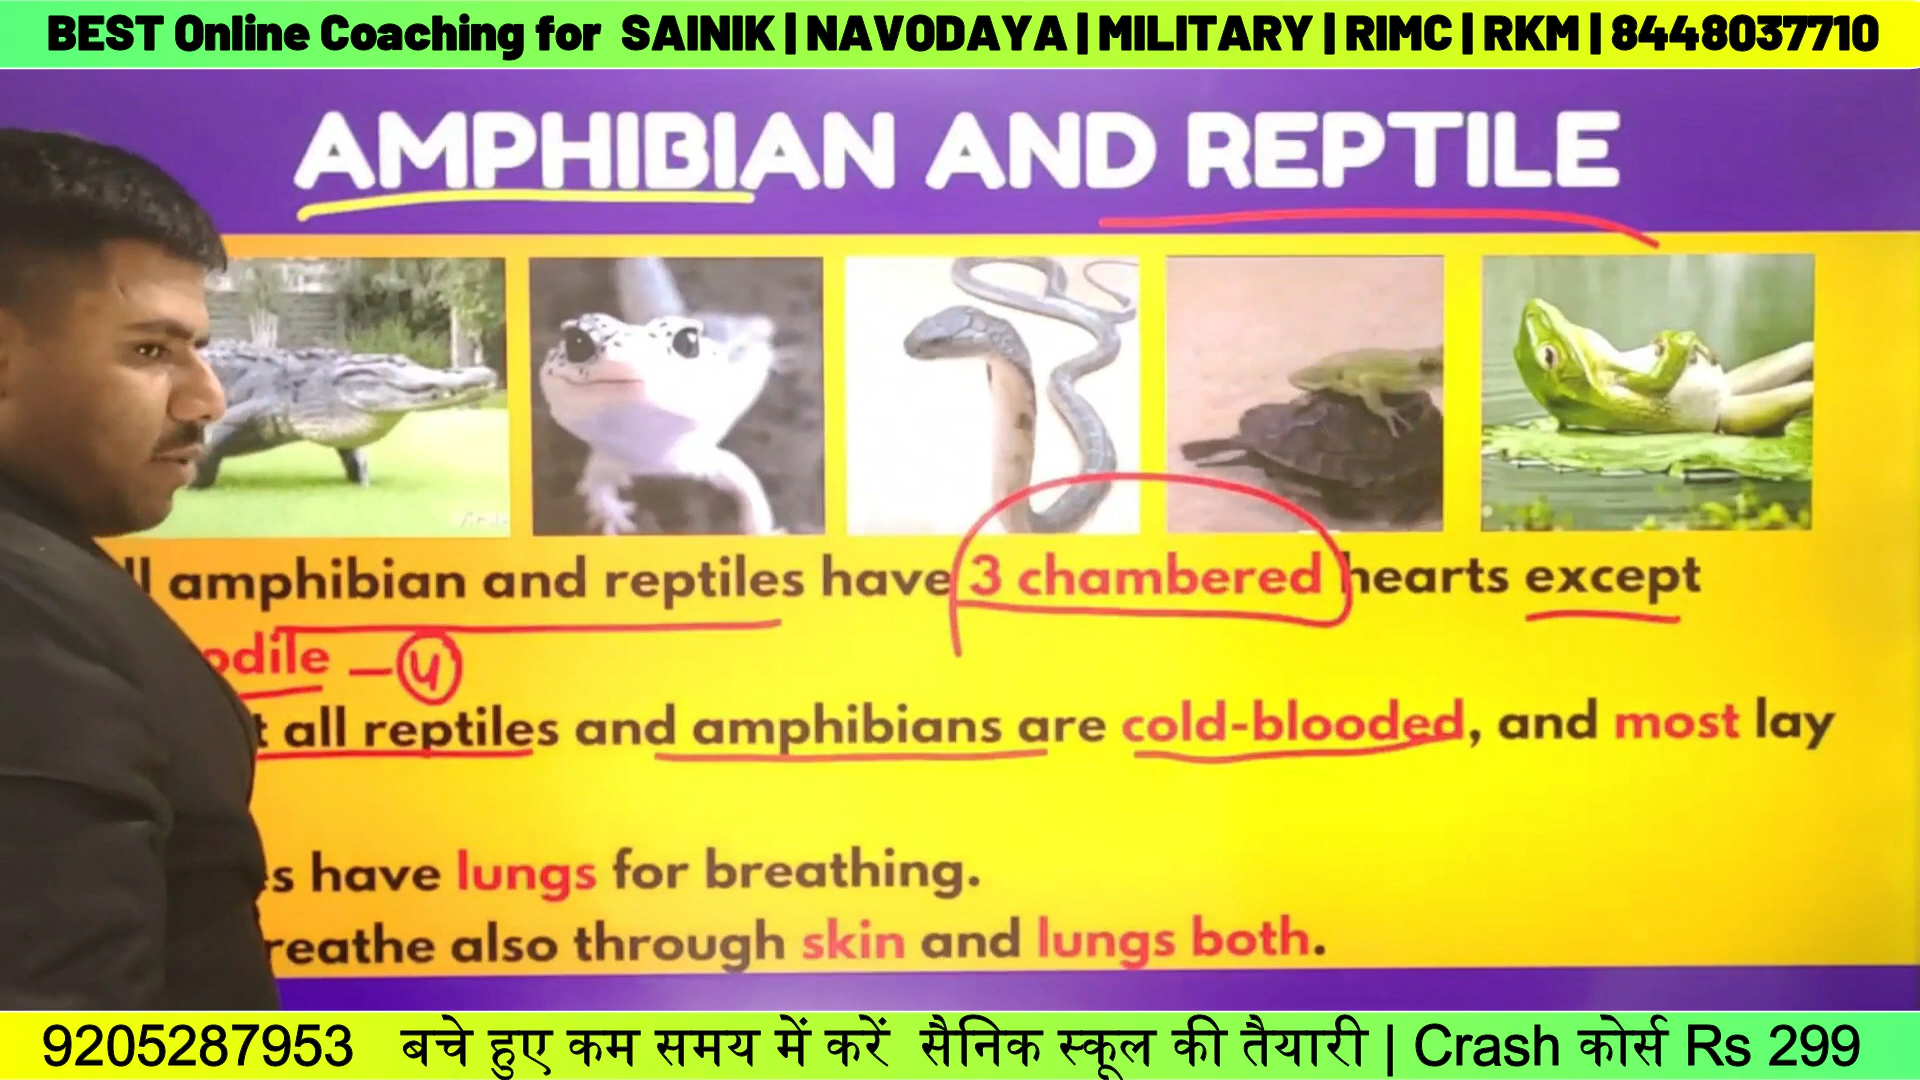 BEST Online Coaching for SAINIK | NAVODAYA | MILITARY | RIMC | RKM | 8448037710
AMPHIBIAN AND REPTILE
amphibian and reptiles have 3 chambered hearts except
odile – 4
all reptiles and amphibians are cold-blooded, and most lay
have lungs for breathing.
reathe also through skin and lungs both.
9205287953 बचे हुए कम समय में करें सैनिक स्कूल की तैयारी | Crash कोर्स Rs 299